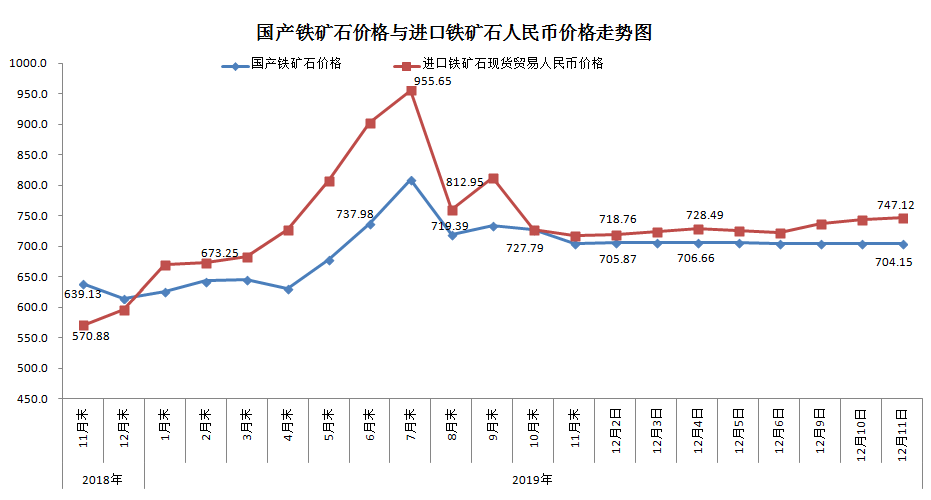 国产铁矿石价格与进口铁矿石人民币价格走势图
国产铁矿石价格
进口铁矿石现货贸易人民币价格
1000.0
950.0
900.0
850.0
800.0
750.0
700.0
650.0
600.0
550.0
500.0
450.0
639.13
570.88
673.25
737.98
955.65
812.95
719.39
727.79
718.76
705.87
728.49
706.66
747.12
704.15
11月末
12月末
1月末
2月末
3月末
4月末
5月末
6月末
7月末
8月末
9月末
10月末
11月末
12月2日
12月3日
12月4日
12月5日
12月6日
12月9日
12月10日
12月11日
2018年
2019年